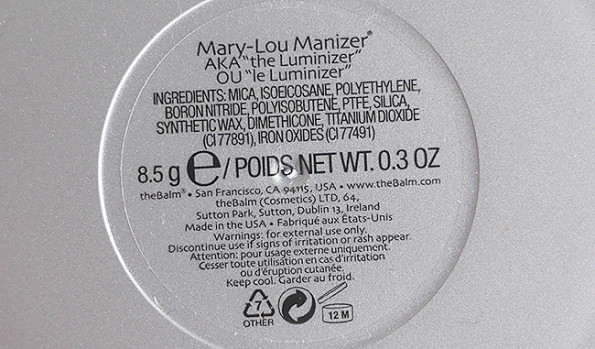 Mary-Lou Manizer®
AKA "the Luminizer"
OU "le Luminizer"
INGREDIENTS: MICA, ISOEICOSANE, POLYETHYLENE,
BORON NITRIDE, POLYISOBUTENE, PTFE, SILICA,
SYNTHETIC WAX, DIMETHICONE, TITANIUM DIOXIDE
(CI 77891), IRON OXIDES (CI 77491)
8.5 g ℮ / POIDS NET WT. 0.3 OZ
theBalm® • San Francisco, CA 94115, USA • www.theBalm.com
theBalm (Cosmetics) LTD, 64,
Sutton Park, Sutton, Dublin 13, Ireland
Made in the USA • Fabriqué aux États-Unis
Warnings: for external use only.
Discontinue use if signs of irritation or rash appear.
Attention: pour usage externe uniquement.
Cesser toute utilisation en cas d'irritation
ou d'éruption cutanée.
Keep cool. Garder au froid.
7
OTHER
12 M